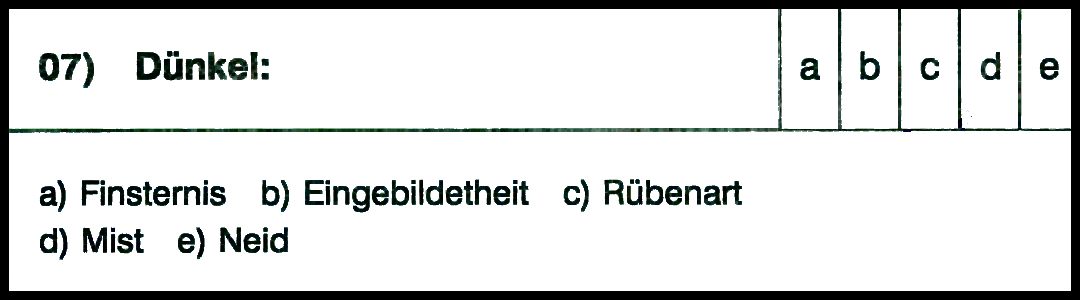 07) Dünkel: a b c d e
a) Finsternis b) Eingebildetheit c) Rübenart
d) Mist e) Neid